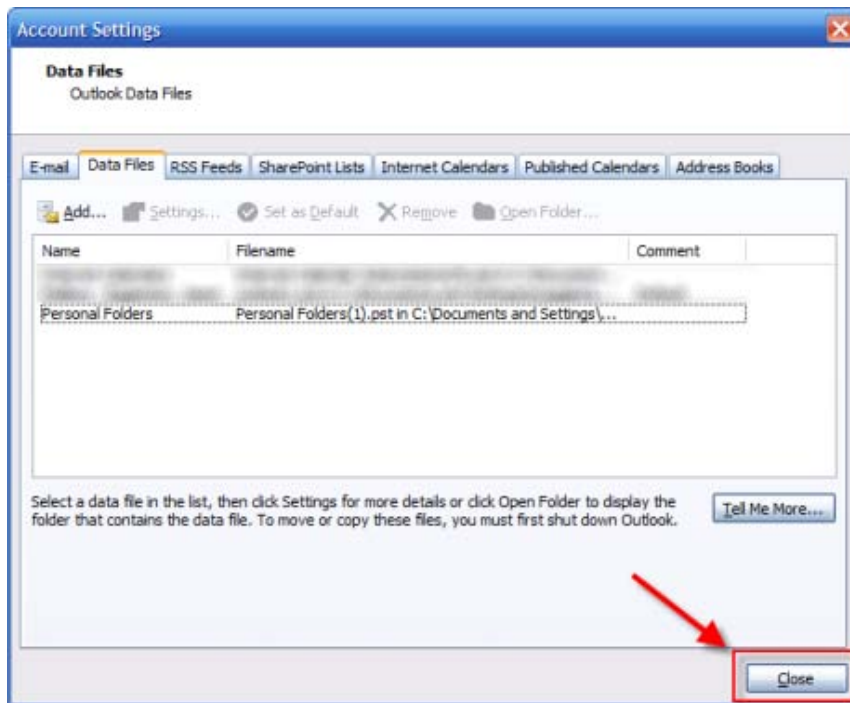 Account Settings
Data Files
Outlook Data Files
E-mail Data Files RSS Feeds SharePoint Lists Internet Calendars Published Calendars Address Books
Add... Settings... Set as Default Remove Open Folder...
Name Filename Comment
Personal Folders Personal Folders(1).pst in C:\Documents and Settings\...
Select a data file in the list, then click Settings for more details or click Open Folder to display the
folder that contains the data file. To move or copy these files, you must first shut down Outlook.
Tell Me More...
Close